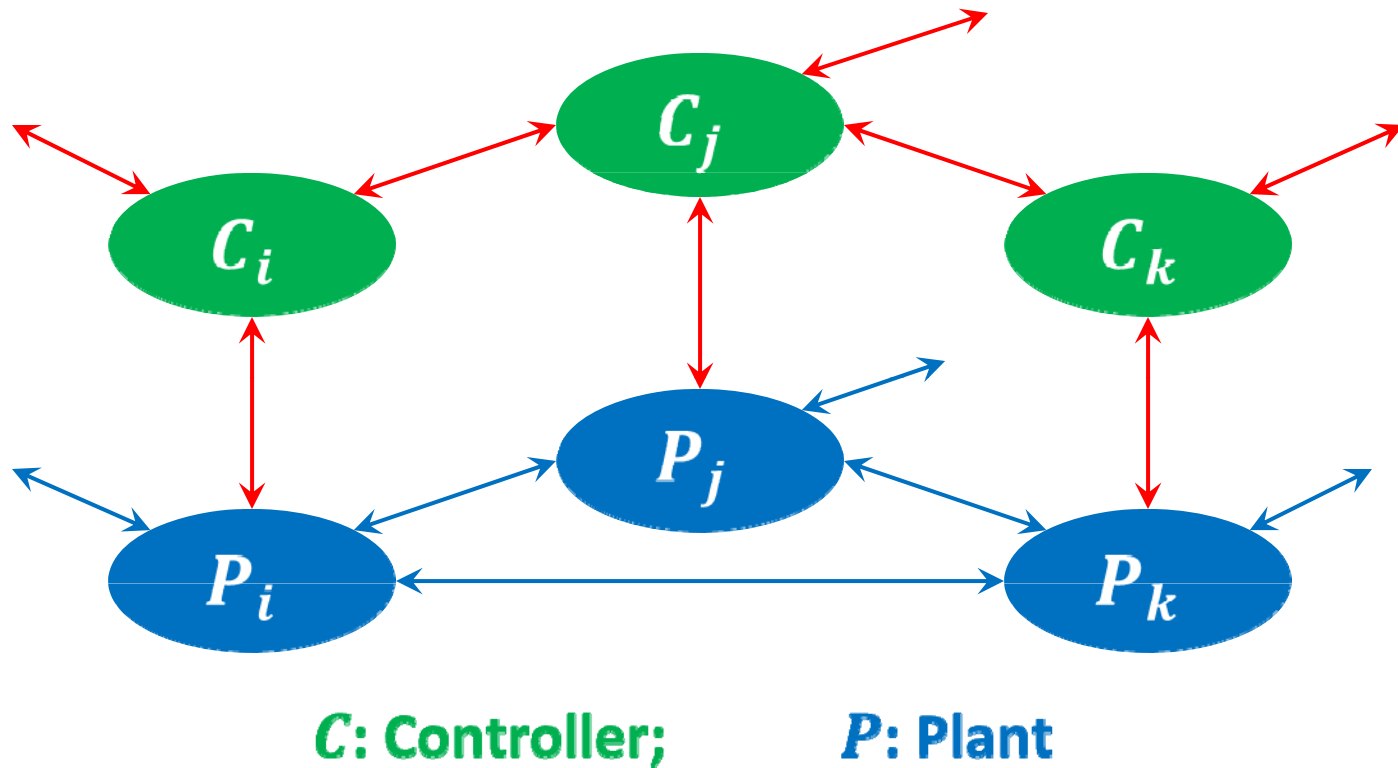 C_j
C_i
C_k
P_j
P_i
P_k
C: Controller; P: Plant